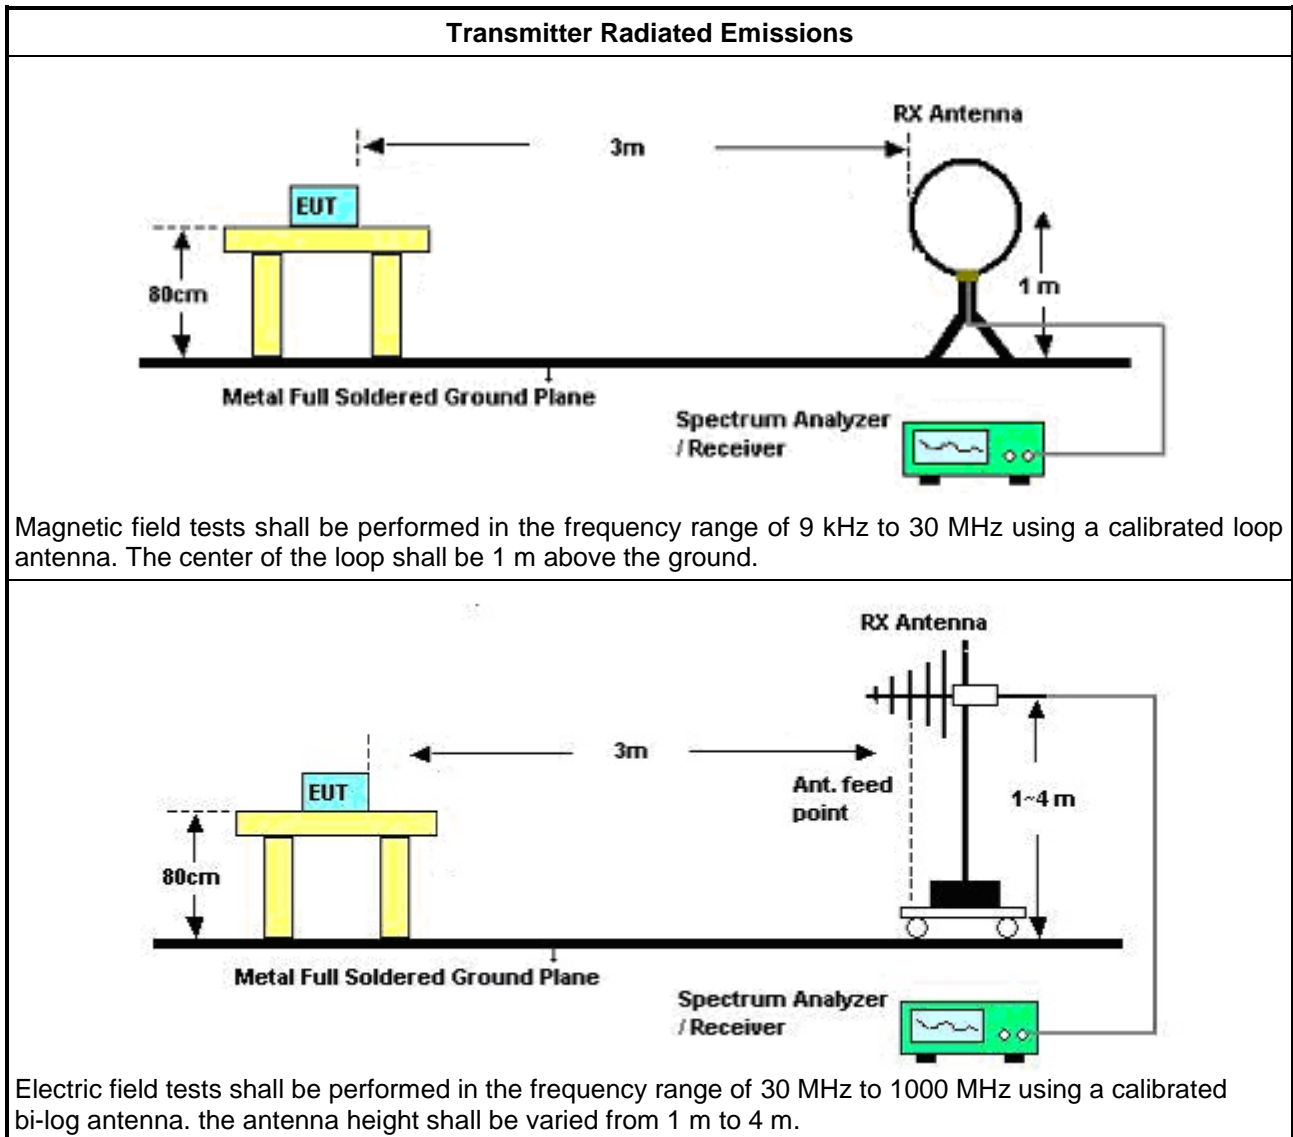 Transmitter Radiated Emissions
RX Antenna
3m
EUT
80cm
1 m
Metal Full Soldered Ground Plane
Spectrum Analyzer
/ Receiver
Magnetic field tests shall be performed in the frequency range of 9 kHz to 30 MHz using a calibrated loop
antenna. The center of the loop shall be 1 m above the ground.
RX Antenna
3m
EUT
Ant. feed
point
1~4 m
80cm
Metal Full Soldered Ground Plane
Spectrum Analyzer
/ Receiver
Electric field tests shall be performed in the frequency range of 30 MHz to 1000 MHz using a calibrated
bi-log antenna. the antenna height shall be varied from 1 m to 4 m.